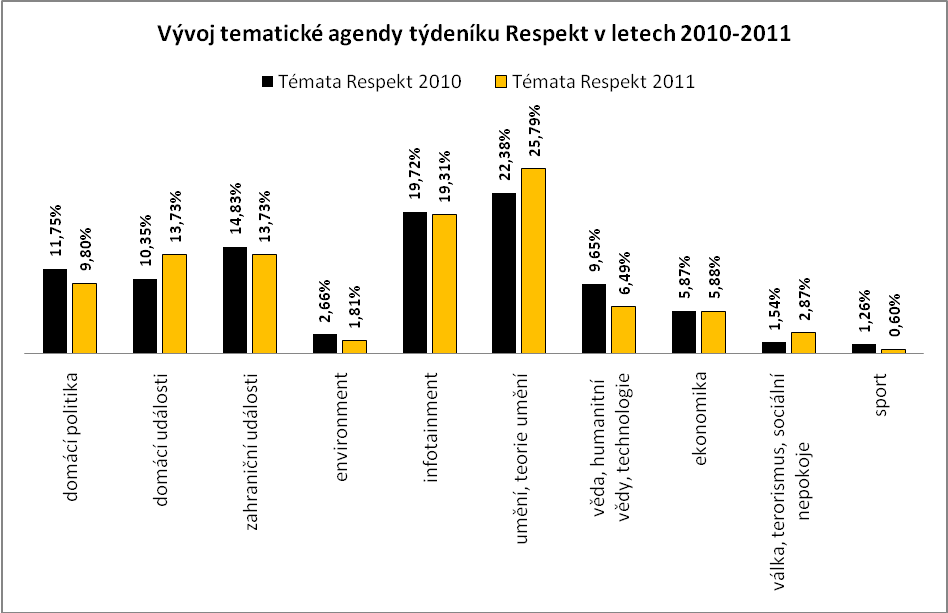 Vývoj tematické agendy týdeníku Respekt v letech 2010-2011
Témata Respekt 2010
Témata Respekt 2011
11,75%
9,80%
10,35%
13,73%
14,83%
13,73%
2,66%
1,81%
19,72%
19,31%
22,38%
25,79%
9,65%
6,49%
5,87%
5,88%
1,54%
2,87%
1,26%
0,60%
domácí politika
domácí události
zahraniční události
environment
infotainment
umění, teorie umění
věda, humanitní
vědy, technologie
ekonomika
válka, terorismus, sociální
nepokoje
sport